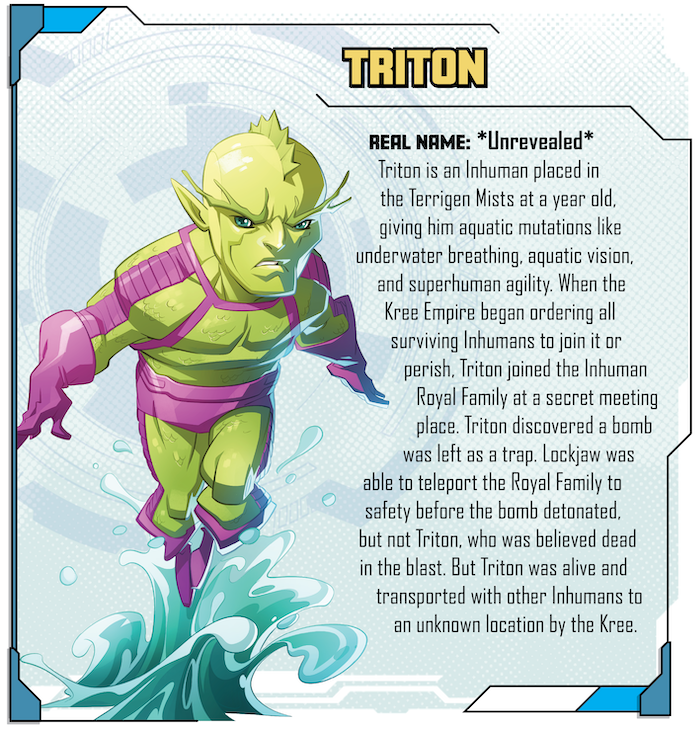 TRITON
REAL NAME: *Unrevealed*
Triton is an Inhuman placed in
the Terrigen Mists at a year old,
giving him aquatic mutations like
underwater breathing, aquatic vision,
and superhuman agility. When the
Kree Empire began ordering all
surviving Inhumans to join it or
perish, Triton joined the Inhuman
Royal Family at a secret meeting
place. Triton discovered a bomb
was left as a trap. Lockjaw was
able to teleport the Royal Family to
safety before the bomb detonated,
but not Triton, who was believed dead
in the blast. But Triton was alive and
transported with other Inhumans to
an unknown location by the Kree.